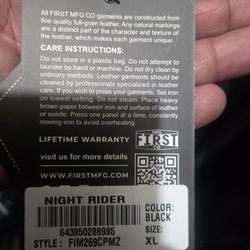 All FIRST MFG CO garments are constructed from
fine quality full-grain leather. Any natural markings
are a distinct part of the character and texture of
the leather, which makes each garment unique.
CARE INSTRUCTIONS:
Do not store in a plastic bag. Do not attempt to
launder by hand or machine. Do not dry clean by
ordinary methods. Leather garments should be
cleaned by professionals specialized in leather
care. If you wish to press your garments. Set iron
on lowest setting. Do not steam. Place heavy
brown paper between iron and surface of leather
or suede. Press one panel at a time, constantly
moving iron to avoid overheating.
LIFETIME WARRANTY
visit us for more details
WWW.FIRSTMFG.COM
THE
FIRST
NIGHT RIDER
643850288985
STYLE: FIM269CPMZ
COLOR:
BLACK
SIZE:
XL